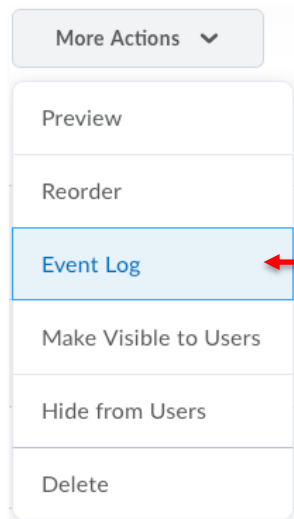 More Actions
Preview
Reorder
Event Log
Make Visible to Users
Hide from Users
Delete